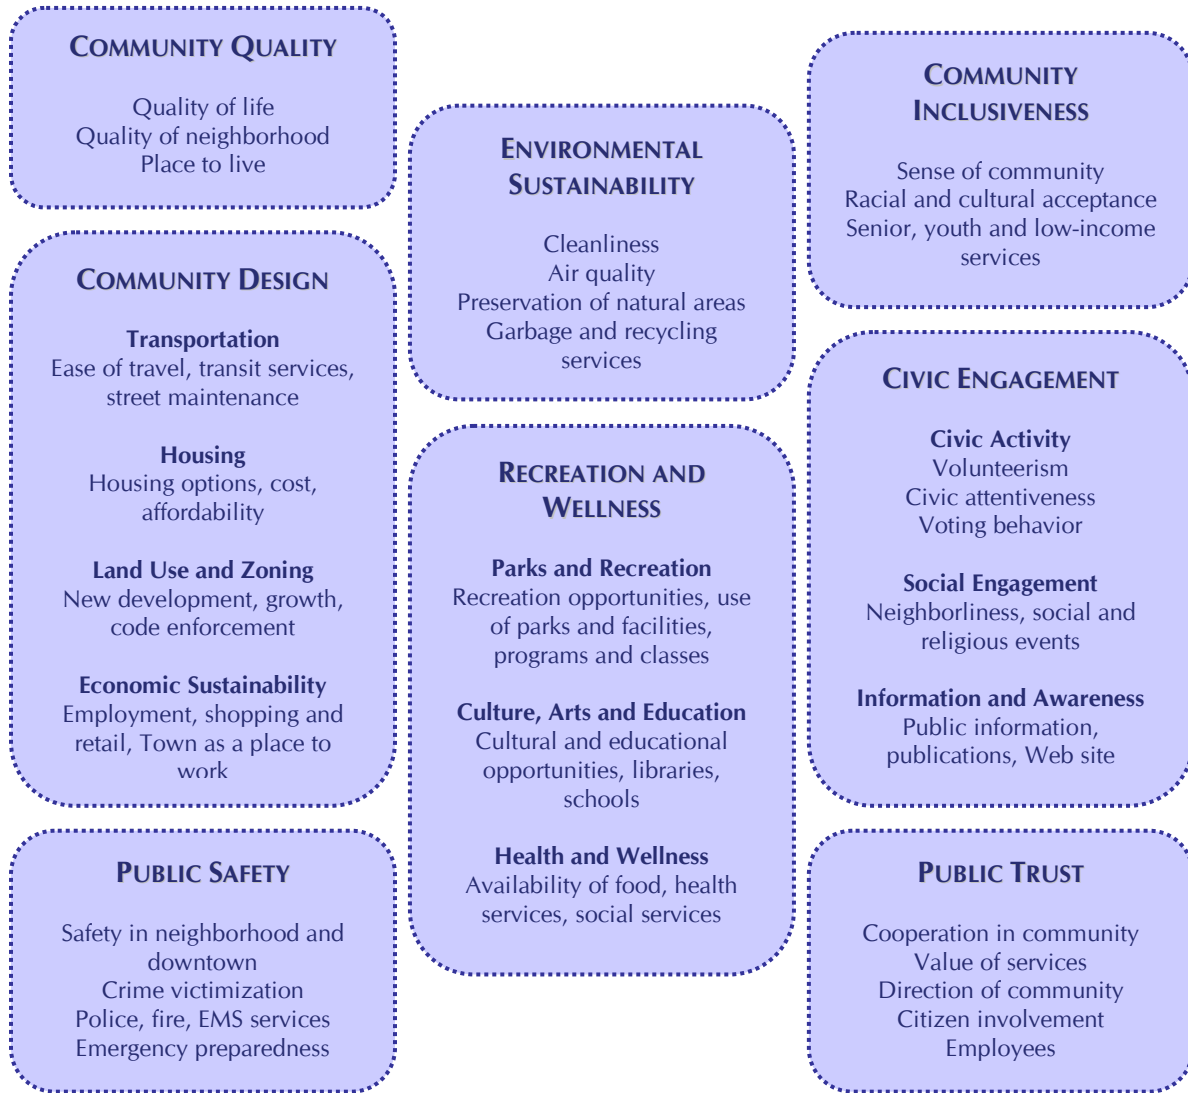 COMMUNITY QUALITY
Quality of life
Quality of neighborhood
Place to live
COMMUNITY DESIGN
Transportation
Ease of travel, transit services,
street maintenance
Housing
Housing options, cost,
affordability
Land Use and Zoning
New development, growth,
code enforcement
Economic Sustainability
Employment, shopping and
retail, Town as a place to
work
PUBLIC SAFETY
Safety in neighborhood and
downtown
Crime victimization
Police, fire, EMS services
Emergency preparedness
ENVIRONMENTAL
SUSTAINABILITY
Cleanliness
Air quality
Preservation of natural areas
Garbage and recycling
services
RECREATION AND
WELLNESS
Parks and Recreation
Recreation opportunities, use
of parks and facilities,
programs and classes
Culture, Arts and Education
Cultural and educational
opportunities, libraries,
schools
Health and Wellness
Availability of food, health
services, social services
COMMUNITY
INCLUSIVENESS
Sense of community
Racial and cultural acceptance
Senior, youth and low-income
services
CIVIC ENGAGEMENT
Civic Activity
Volunteerism
Civic attentiveness
Voting behavior
Social Engagement
Neighborliness, social and
religious events
Information and Awareness
Public information,
publications, Web site
PUBLIC TRUST
Cooperation in community
Value of services
Direction of community
Citizen involvement
Employees